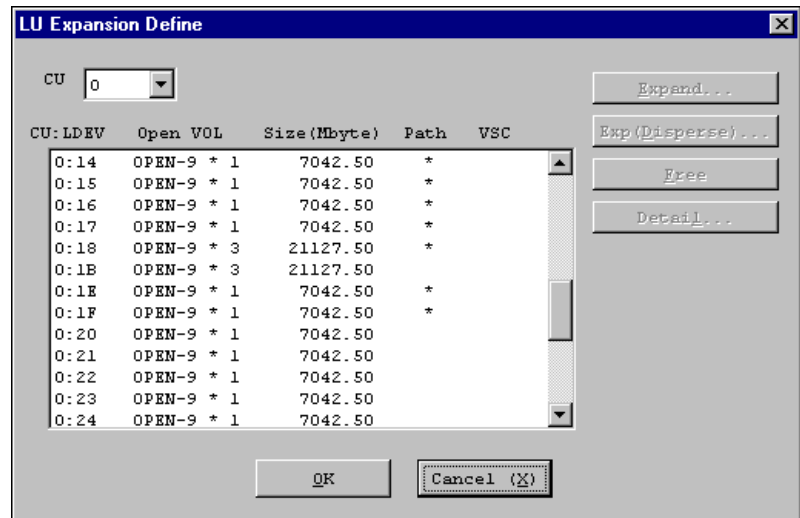 LU Expansion Define
CU 0
Expand...
CU:LDEV Open VOL Size(Mbyte) Path VSC
Exp(Disperse)...
0:14 OPEN-9 * 1 7042.50 *
0:15 OPEN-9 * 1 7042.50 *
Free
0:16 OPEN-9 * 1 7042.50 *
0:17 OPEN-9 * 1 7042.50 *
Detail...
0:18 OPEN-9 * 3 21127.50 *
0:1B OPEN-9 * 3 21127.50
0:1E OPEN-9 * 1 7042.50 *
0:1F OPEN-9 * 1 7042.50 *
0:20 OPEN-9 * 1 7042.50
0:21 OPEN-9 * 1 7042.50
0:22 OPEN-9 * 1 7042.50
0:23 OPEN-9 * 1 7042.50
0:24 OPEN-9 * 1 7042.50
OK
Cancel (X)